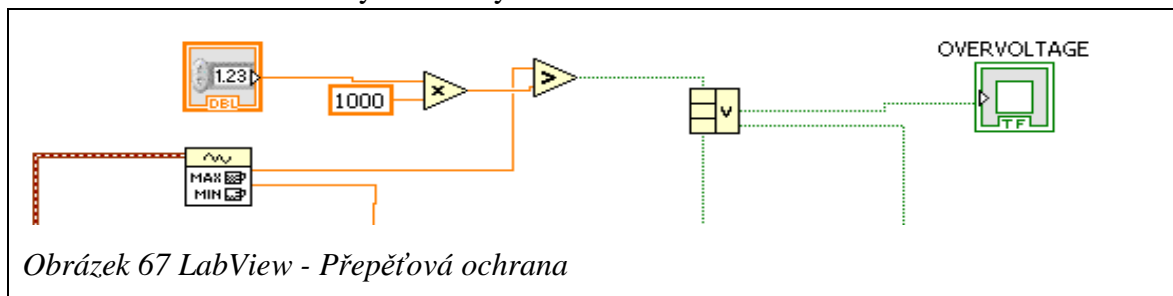 OVERVOLTAGE
1.23
DBL
1000
x
>
V
TF
MAX
MIN
Obrázek 67 LabView - Přepěťová ochrana